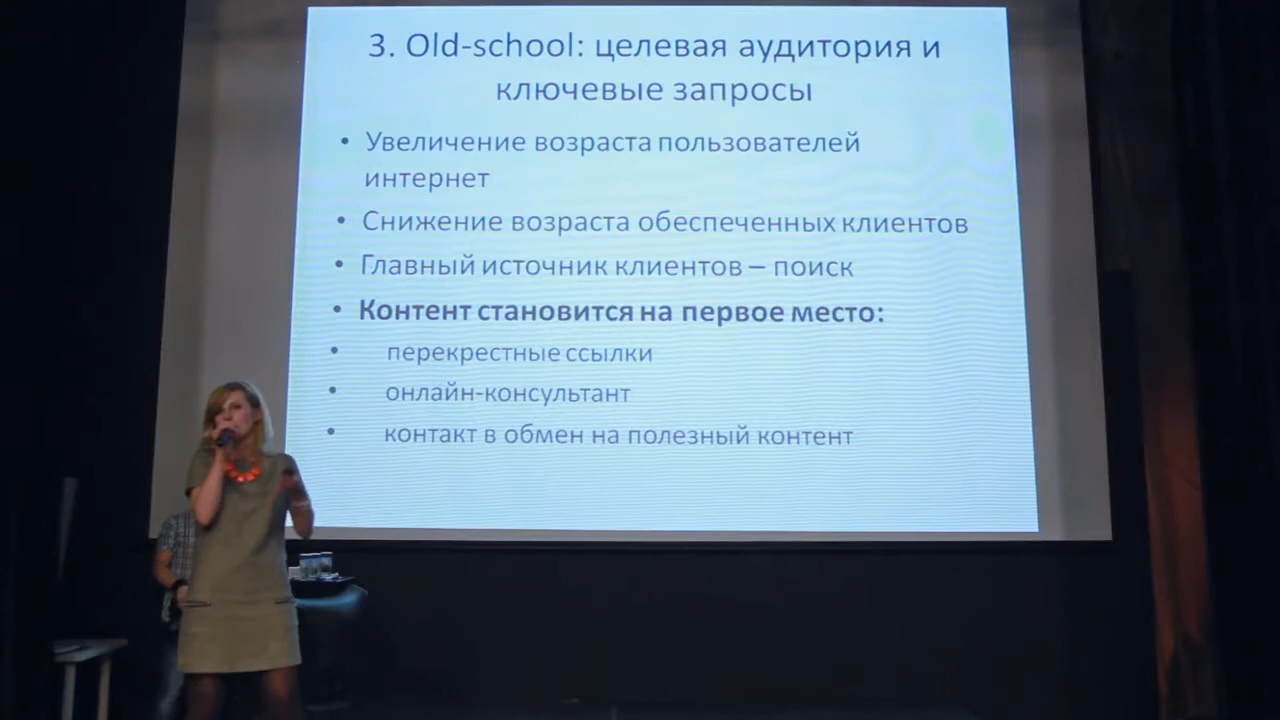 3. Old-school: целевая аудитория и
ключевые запросы
• Увеличение возраста пользователей
интернет
• Снижение возраста обеспеченных клиентов
• Главный источник клиентов – поиск
• Контент становится на первое место:
• перекрестные ссылки
• онлайн-консультант
• контакт в обмен на полезный контент